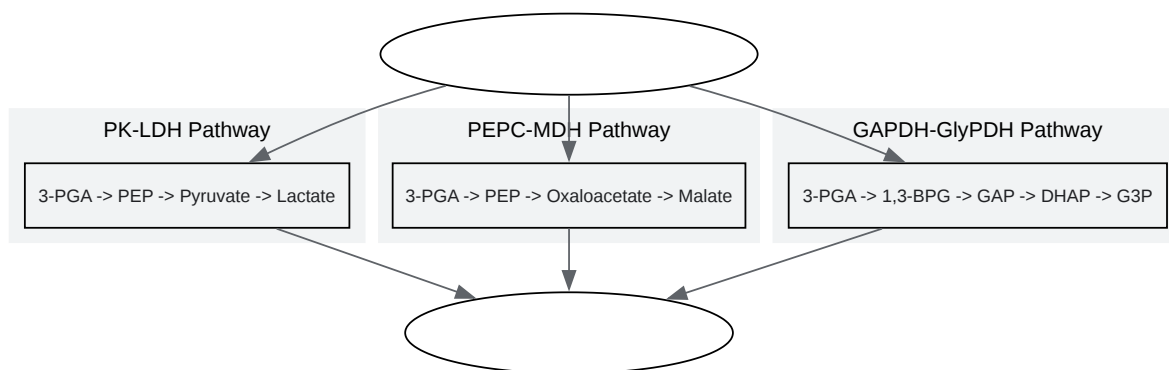 PK-LDH Pathway
PEPC-MDH Pathway
GAPDH-GlyPDH Pathway
3-PGA -> PEP -> Pyruvate -> Lactate
3-PGA -> PEP -> Oxaloacetate -> Malate
3-PGA -> 1,3-BPG -> GAP -> DHAP -> G3P